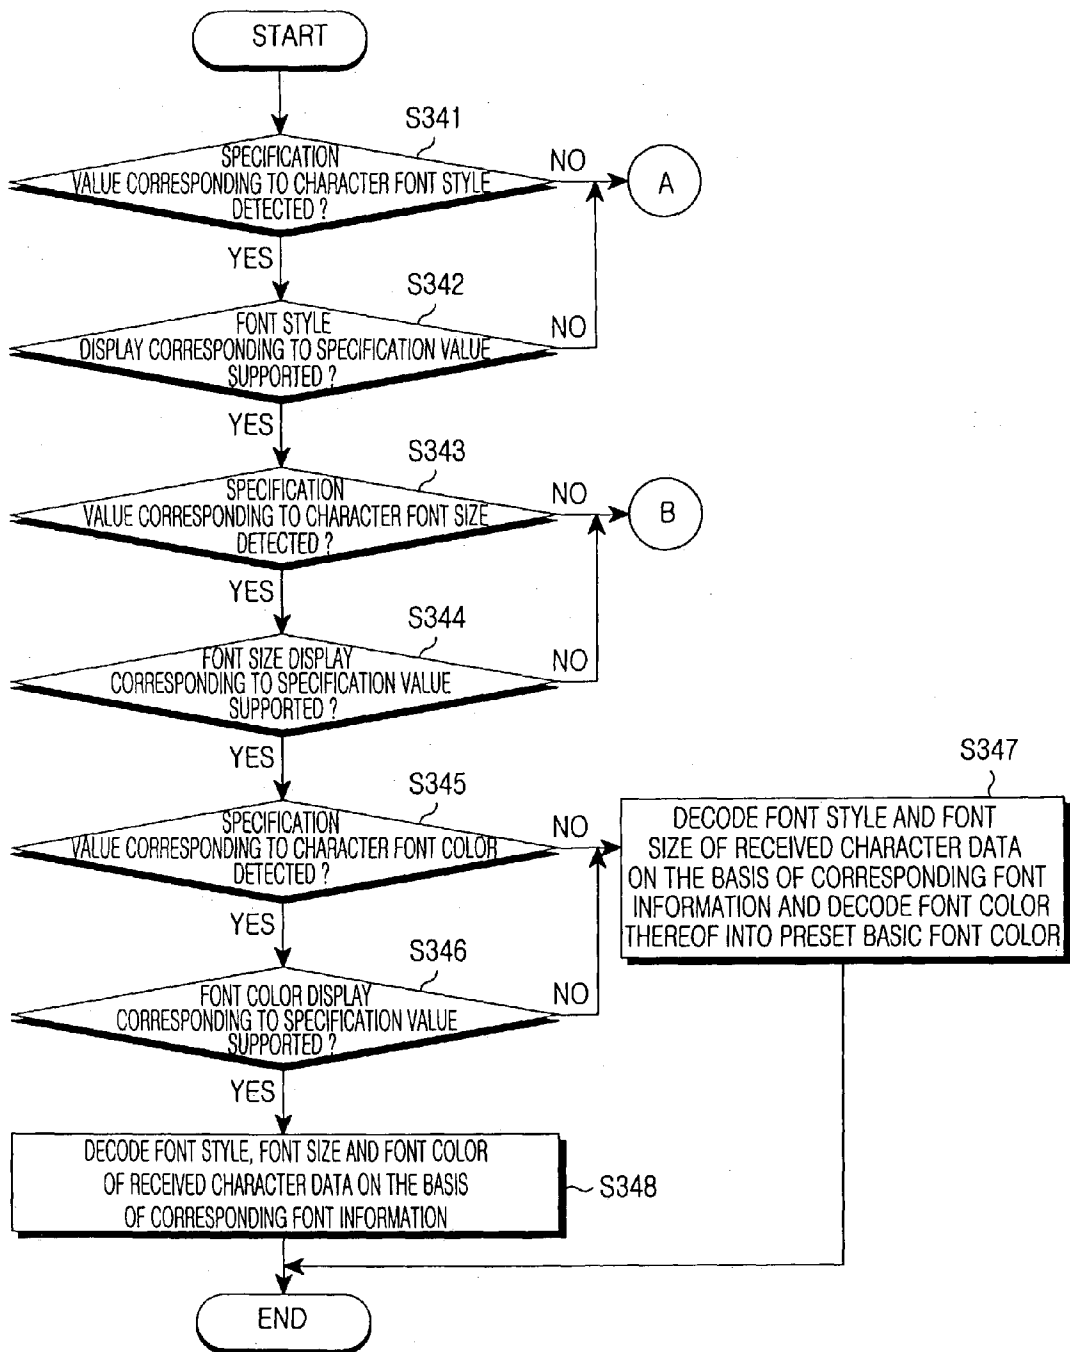 START
S341
SPECIFICATION
VALUE CORRESPONDING TO CHARACTER FONT STYLE
DETECTED ?
NO
A
YES
S342
FONT STYLE
DISPLAY CORRESPONDING TO SPECIFICATION VALUE
SUPPORTED ?
NO
YES
S343
SPECIFICATION
VALUE CORRESPONDING TO CHARACTER FONT SIZE
DETECTED ?
NO
B
YES
S344
FONT SIZE DISPLAY
CORRESPONDING TO SPECIFICATION VALUE
SUPPORTED ?
NO
YES
S345
SPECIFICATION
VALUE CORRESPONDING TO CHARACTER FONT COLOR
DETECTED ?
NO
S347
DECODE FONT STYLE AND FONT
SIZE OF RECEIVED CHARACTER DATA
ON THE BASIS OF CORRESPONDING FONT
INFORMATION AND DECODE FONT COLOR
THEREOF INTO PRESET BASIC FONT COLOR
YES
S346
FONT COLOR DISPLAY
CORRESPONDING TO SPECIFICATION VALUE
SUPPORTED ?
NO
YES
DECODE FONT STYLE, FONT SIZE AND FONT COLOR
OF RECEIVED CHARACTER DATA ON THE BASIS
OF CORRESPONDING FONT INFORMATION
S348
END